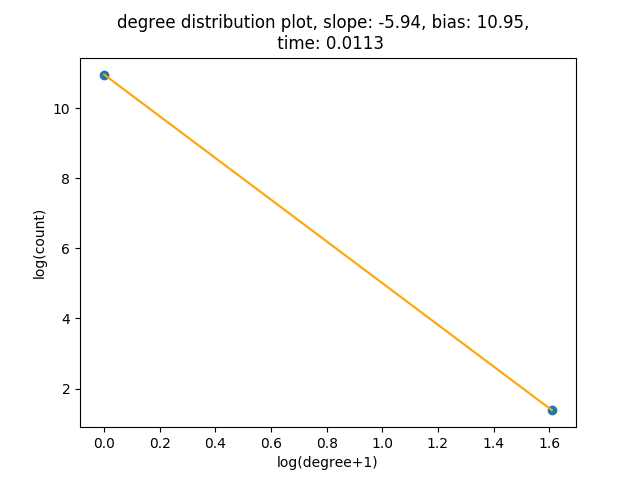 degree distribution plot, slope: -5.94, bias: 10.95,
time: 0.0113
10
8
6
4
2
log(count)
0.0 0.2 0.4 0.6 0.8 1.0 1.2 1.4 1.6
log(degree+1)